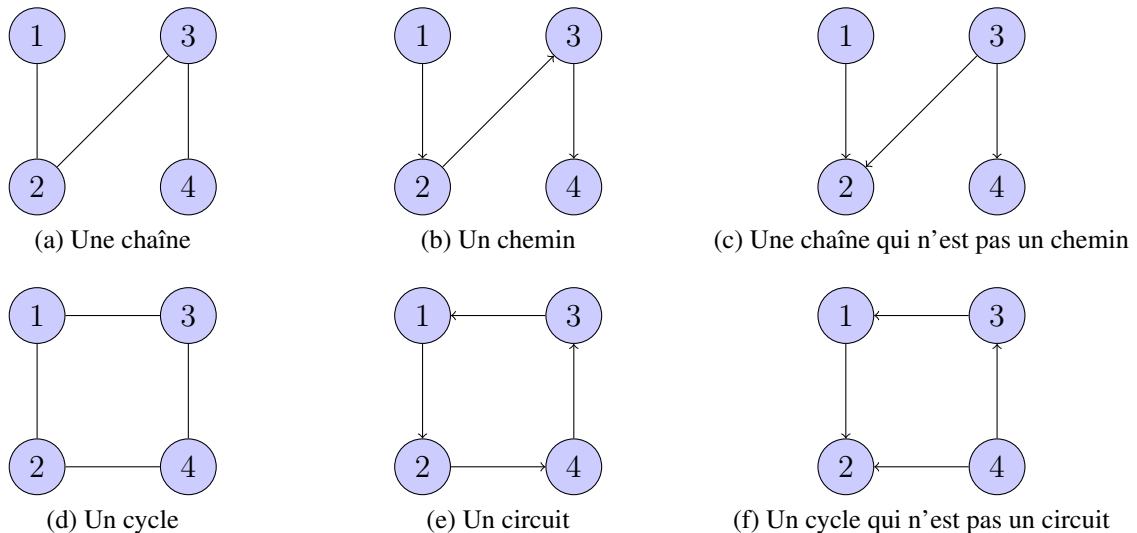 1 3 1 3 1 3
2 4 2 4 2 4
(a) Une chaîne (b) Un chemin (c) Une chaîne qui n'est pas un chemin
1 3 1 3 1 3
2 4 2 4 2 4
(d) Un cycle (e) Un circuit (f) Un cycle qui n'est pas un circuit